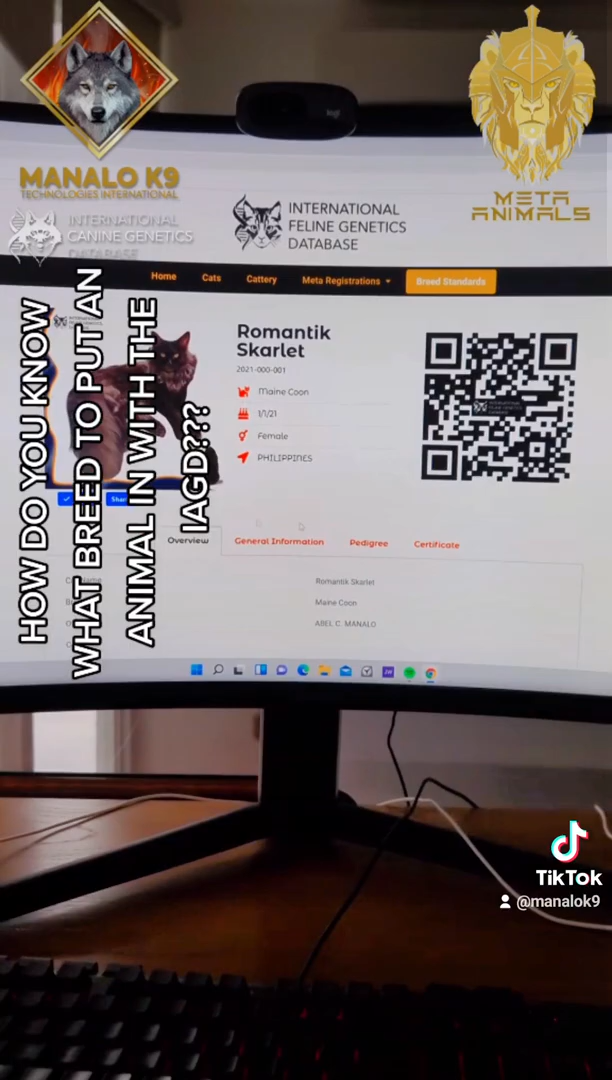 MANALO K9
TECHNOLOGIES INTERNATIONAL
INTERNATIONAL
CANINE GENETICS
DATABASE
META
ANIMALS
logi
INTERNATIONAL
FELINE GENETICS
DATABASE
Home
Cats
Cattery
Meta Registrations
Breed Standards
HOW DO YOU KNOW
WHAT BREED TO PUT AN
ANIMAL IN WITH THE
IAGD???
Romantik
Skarlet
2021-000-001
Maine Coon
1/1/21
Female
PHILIPPINES
Overview
General Information
Pedigree
Certificate
Romantik Skarlet
Maine Coon
ABEL C. MANALO
TikTok
@manalok9